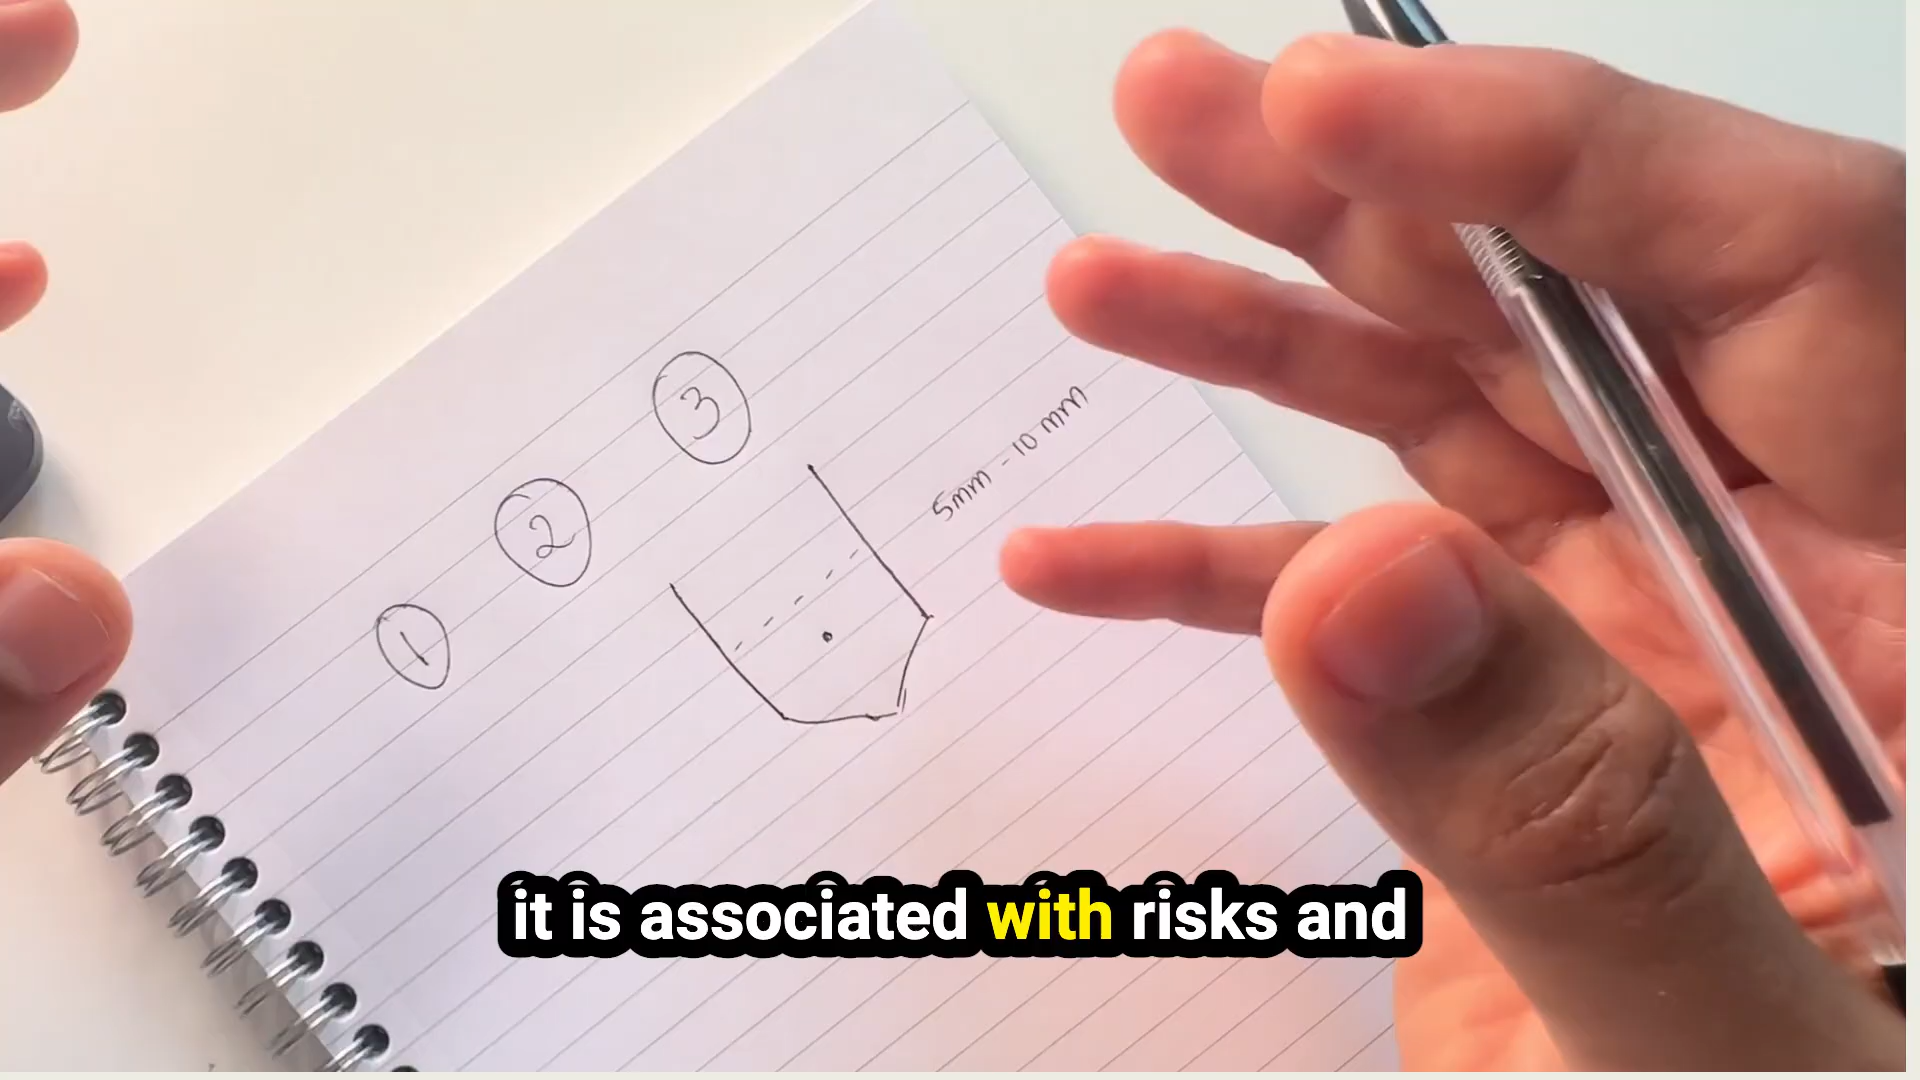 1
2
3
5mm - 10 mm
it is associated with risks and